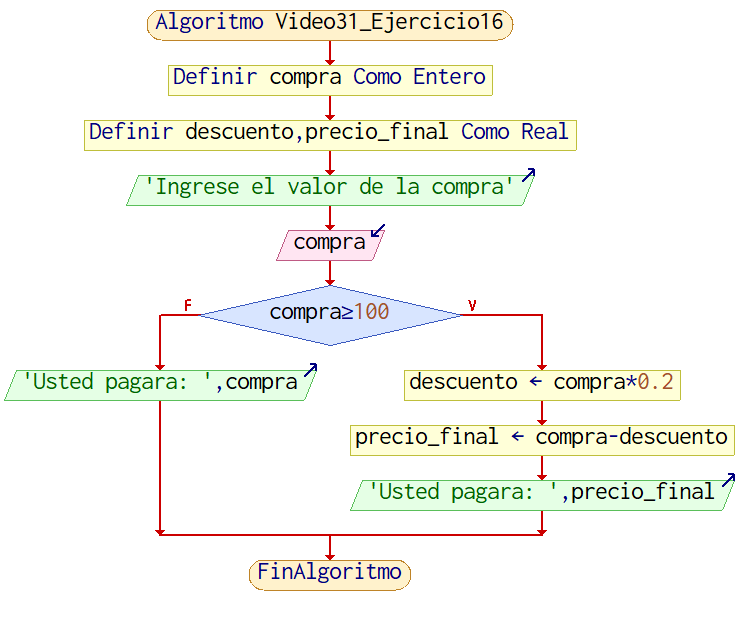 Algoritmo Video31_Ejercicio16
Definir compra Como Entero
Definir descuento,precio_final Como Real
'Ingrese el valor de la compra'
compra
compra≥100
F
V
'Usted pagara: ',compra
descuento ← compra*0.2
precio_final ← compra-descuento
'Usted pagara: ',precio_final
FinAlgoritmo